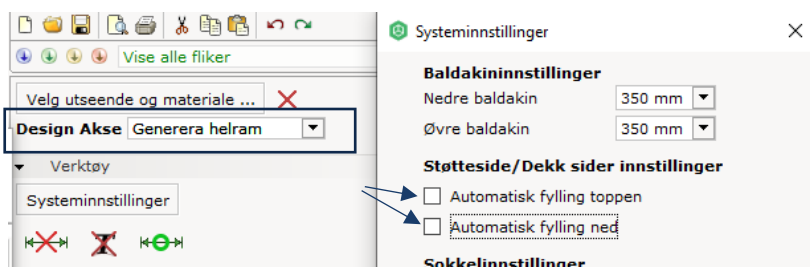 Vise alle fliker
Velg utseende og materiale ...
Design Akse Generera helram
Verktøy
Systeminnstillinger
Systeminnstillinger
Baldakininnstillinger
Nedre baldakin 350 mm
Øvre baldakin 350 mm
Støtteside/Dekk sider innstillinger
Automatisk fylling toppen
Automatisk fylling ned
Sokkelinnstillinger